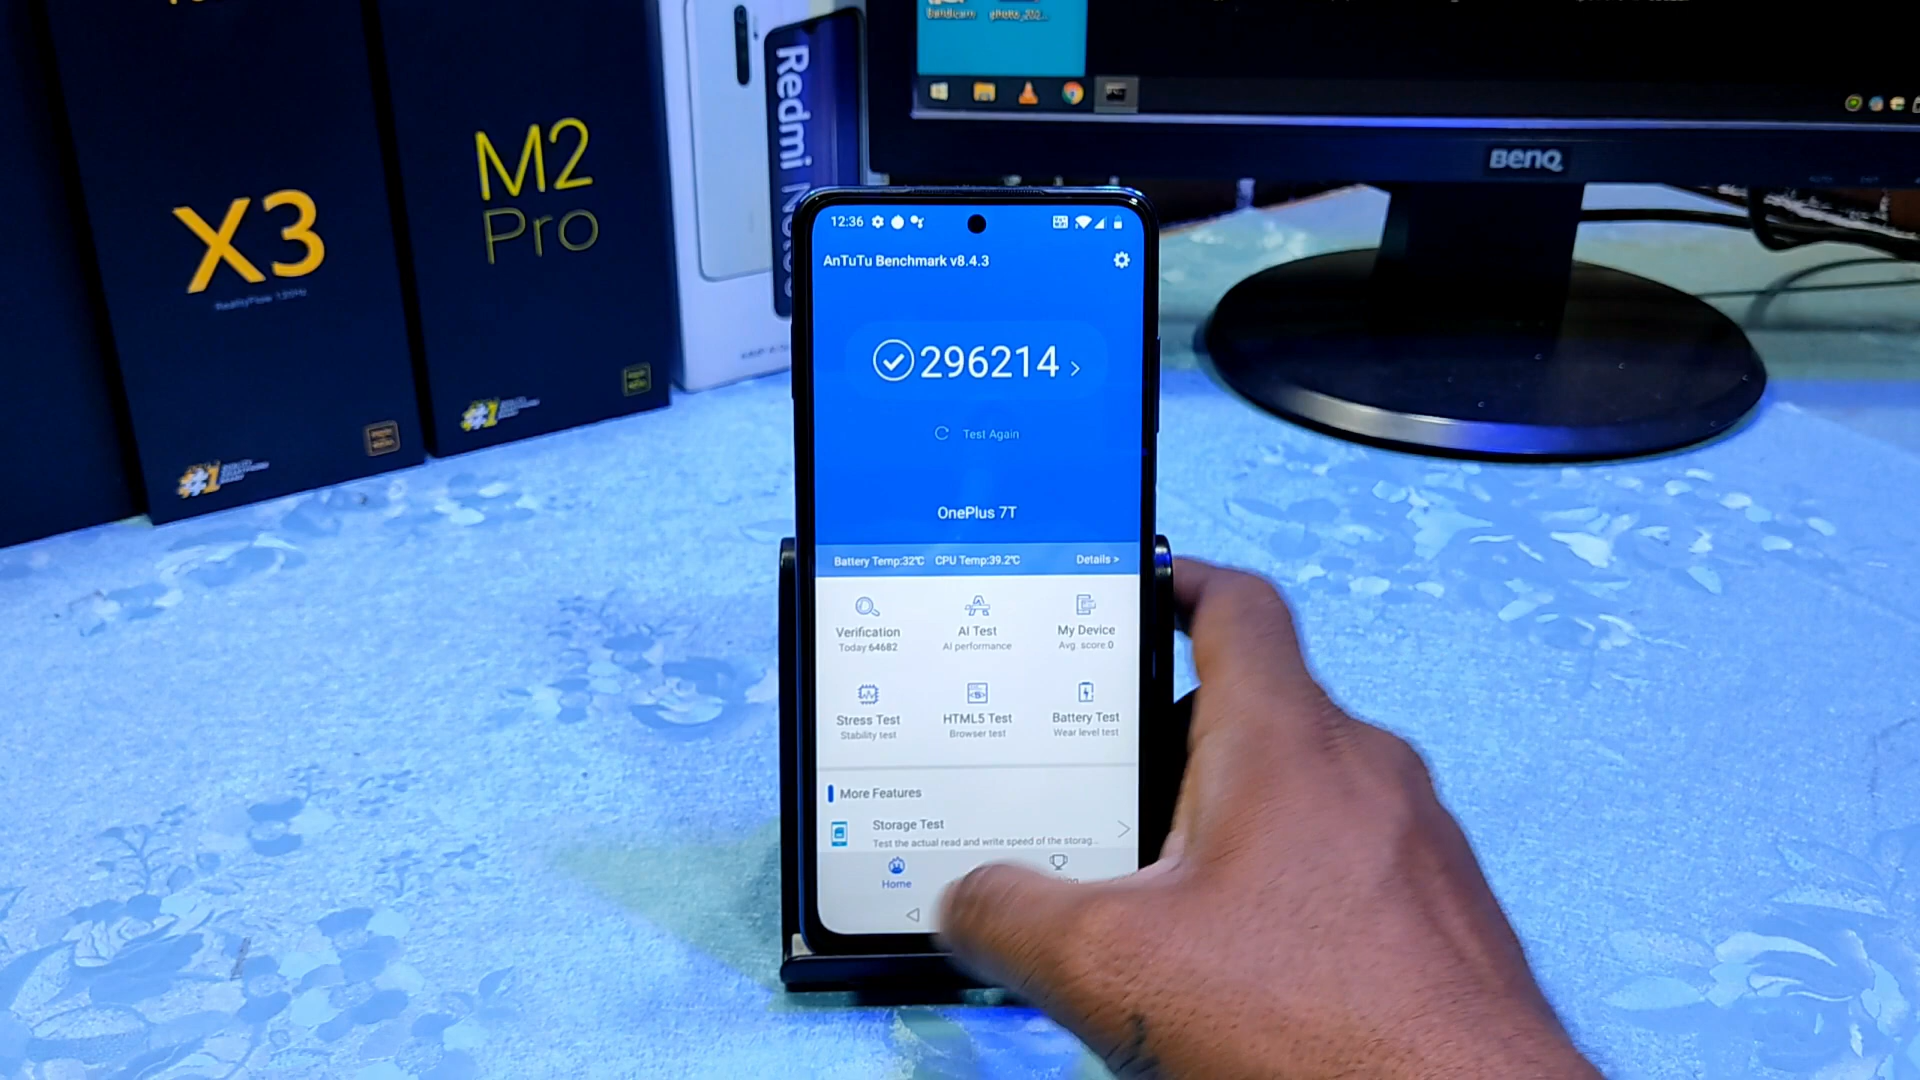 X3
M2
Pro
#1
#1
Redmi
BenQ
12:36
AnTuTu Benchmark v8.4.3
296214 >
Test Again
OnePlus 7T
Battery Temp:32℃ CPU Temp:39.2℃ Details >
Verification
Today:64682
AI Test
AI performance
My Device
Avg. score:0
Stress Test
Stability test
HTML5 Test
Browser test
Battery Test
Wear level test
More Features
Storage Test
Test the actual read and write speed of the storag...
Home